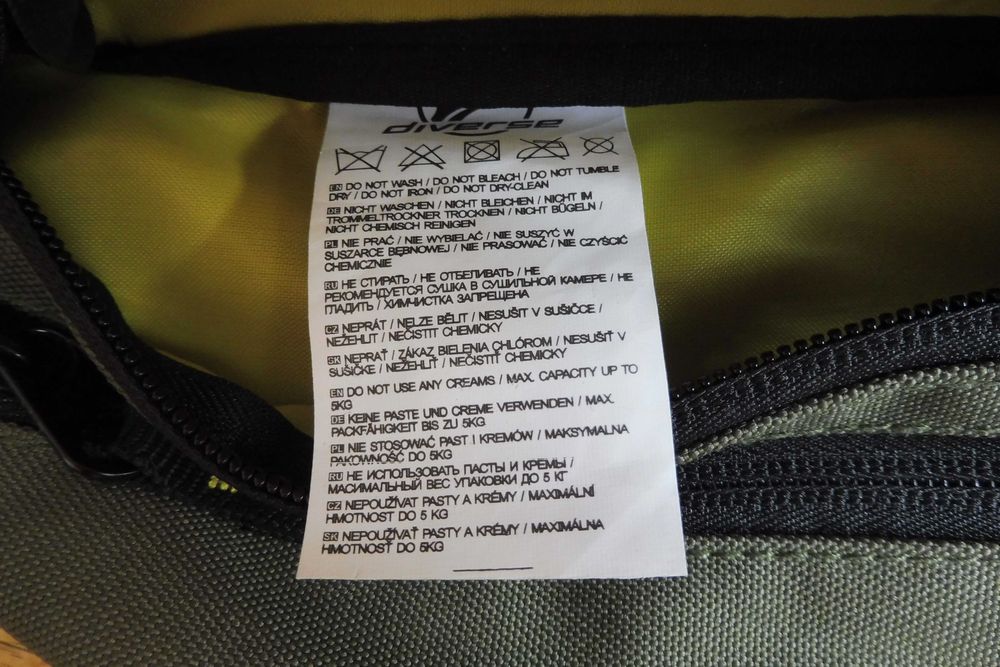 diverse
EN DO NOT WASH / DO NOT BLEACH / DO NOT TUMBLE
DRY / DO NOT IRON / DO NOT DRY-CLEAN
DE NICHT WASCHEN / NICHT BLEICHEN / NICHT IM
TROMMELTROCKNER TROCKNEN / NICHT BÜGELN /
NICHT CHEMISCH REINIGEN
PL NIE PRAĆ / NIE WYBIELAĆ / NIE SUSZYĆ W
SUSZARCE BĘBNOWEJ / NIE PRASOWAĆ / NIE CZYŚCIĆ
CHEMICZNIE
RU НЕ СТИРАТЬ / НЕ ОТБЕЛИВАТЬ / НЕ
РЕКОМЕНДУЕТСЯ СУШКА В СУШИЛЬНОЙ КАМЕРЕ / НЕ
ГЛАДИТЬ / ХИМЧИСТКА ЗАПРЕЩЕНА
CZ NEPRÁT / NELZE BĚLIT / NESUŠIT V SUŠIČCE /
NEŽEHLIT / NEČISTIT CHEMICKY
SK NEPRAŤ / ZÁKAZ BIELENIA CHLÓROM / NESUŠIŤ V
SUŠIČKE / NEŽEHLIŤ / NEČISTIŤ CHEMICKY
EN DO NOT USE ANY CREAMS / MAX. CAPACITY UP TO
5KG
DE KEINE PASTE UND CREME VERWENDEN / MAX.
PACKFÄHIGKEIT BIS ZU 5KG
PL NIE STOSOWAĆ PAST I KREMÓW / MAKSYMALNA
PAKOWNOŚĆ DO 5KG
RU НЕ ИСПОЛЬЗОВАТЬ ПАСТЫ И КРЕМЫ /
МАСИМАЛЬНЫЙ ВЕС УПАКОВКИ ДО 5 КГ
CZ NEPOUŽÍVAT PASTY A KRÉMY / MAXIMÁLNÍ
HMOTNOST DO 5 KG
SK NEPOUŽÍVAŤ PASTY A KRÉMY / MAXIMÁLNA
HMOTNOSŤ DO 5KG